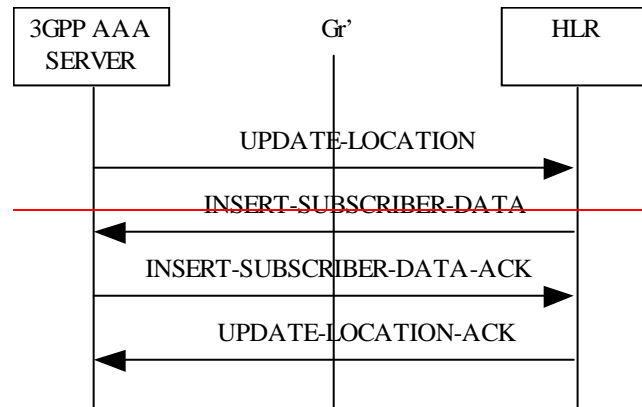 3GPP AAA
SERVER
Gr’
HLR
UPDATE-LOCATION
INSERT-SUBSCRIBER-DATA
INSERT-SUBSCRIBER-DATA-ACK
UPDATE-LOCATION-ACK